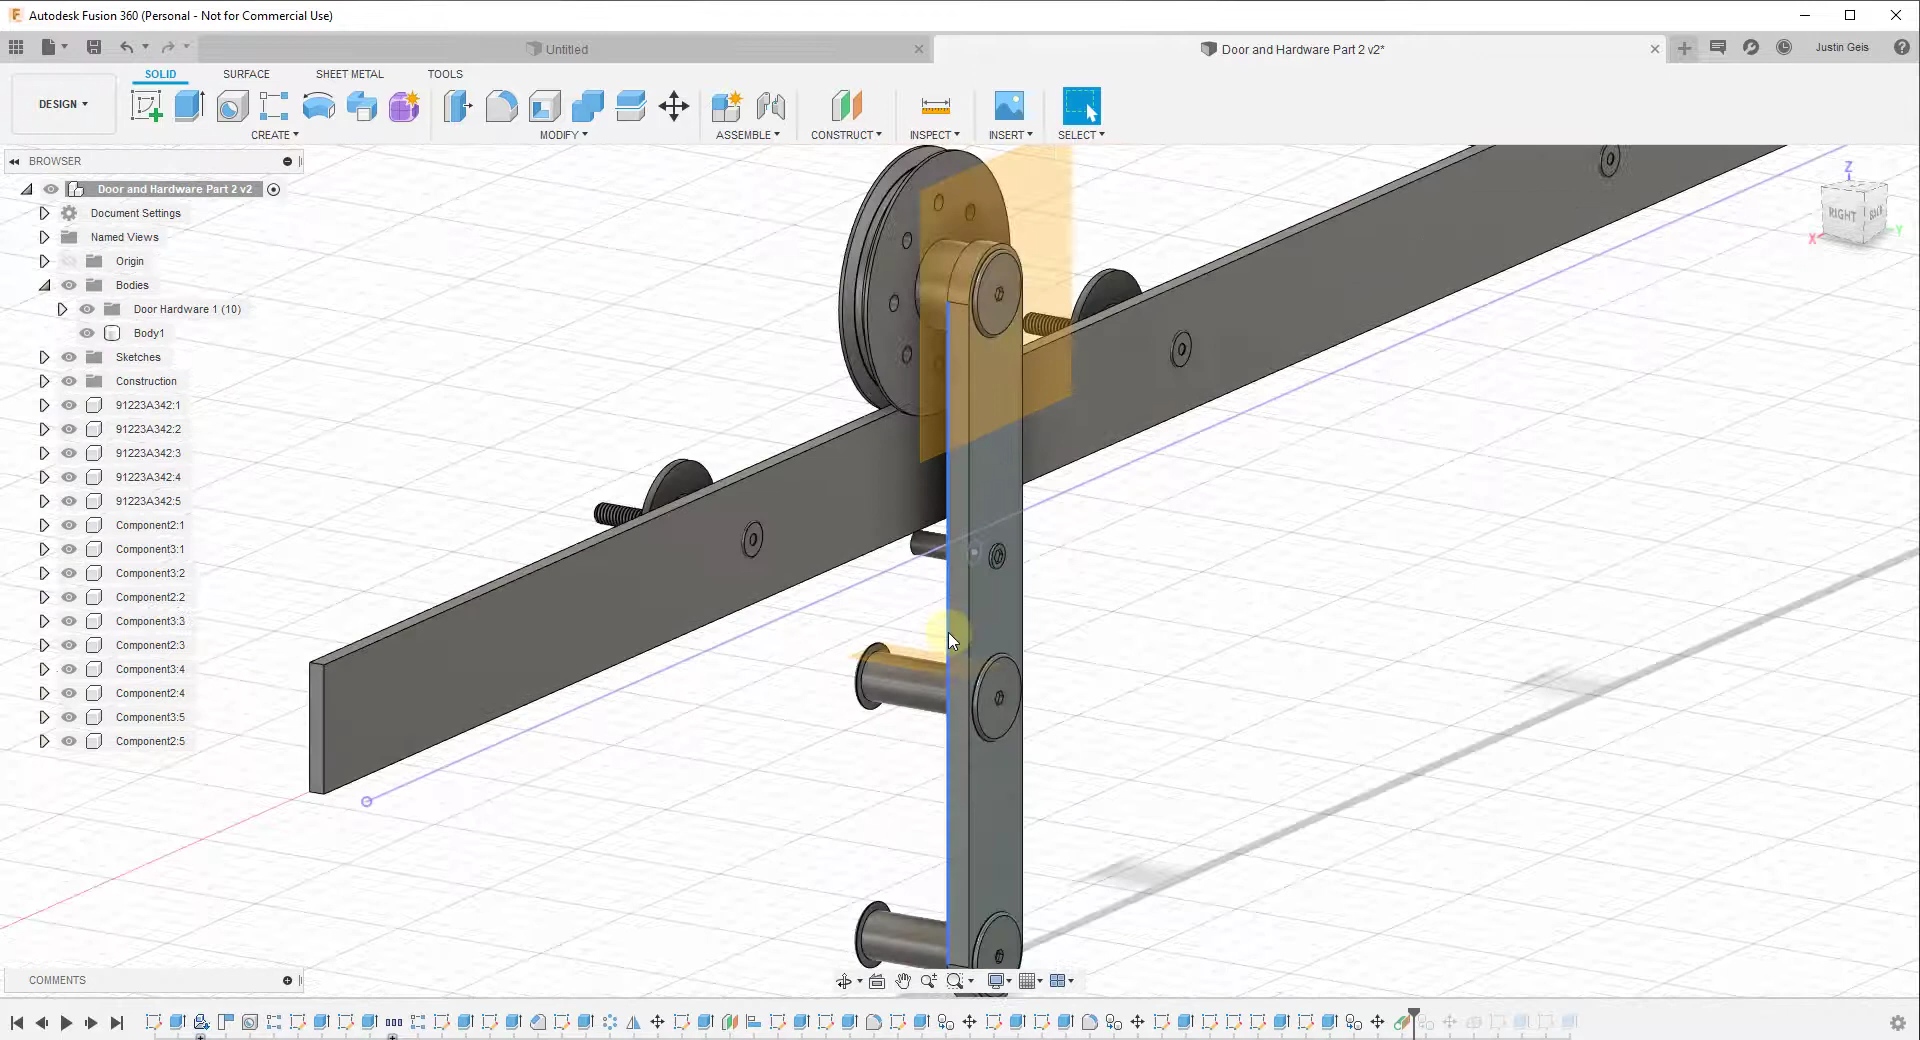 Autodesk Fusion 360 (Personal - Not for Commercial Use)
Untitled
Door and Hardware Part 2 v2*
Justin Geis
SOLID SURFACE SHEET METAL TOOLS
DESIGN
CREATE MODIFY ASSEMBLE CONSTRUCT INSPECT INSERT SELECT
BROWSER
Door and Hardware Part 2 v2
Document Settings
Named Views
Origin
Bodies
Door Hardware 1 (10)
Body1
Sketches
Construction
91223A342:1
91223A342:2
91223A342:3
91223A342:4
91223A342:5
Component2:1
Component3:1
Component3:2
Component2:2
Component3:3
Component2:3
Component3:4
Component2:4
Component3:5
Component2:5
Z
RIGHT BACK
X Y
COMMENTS